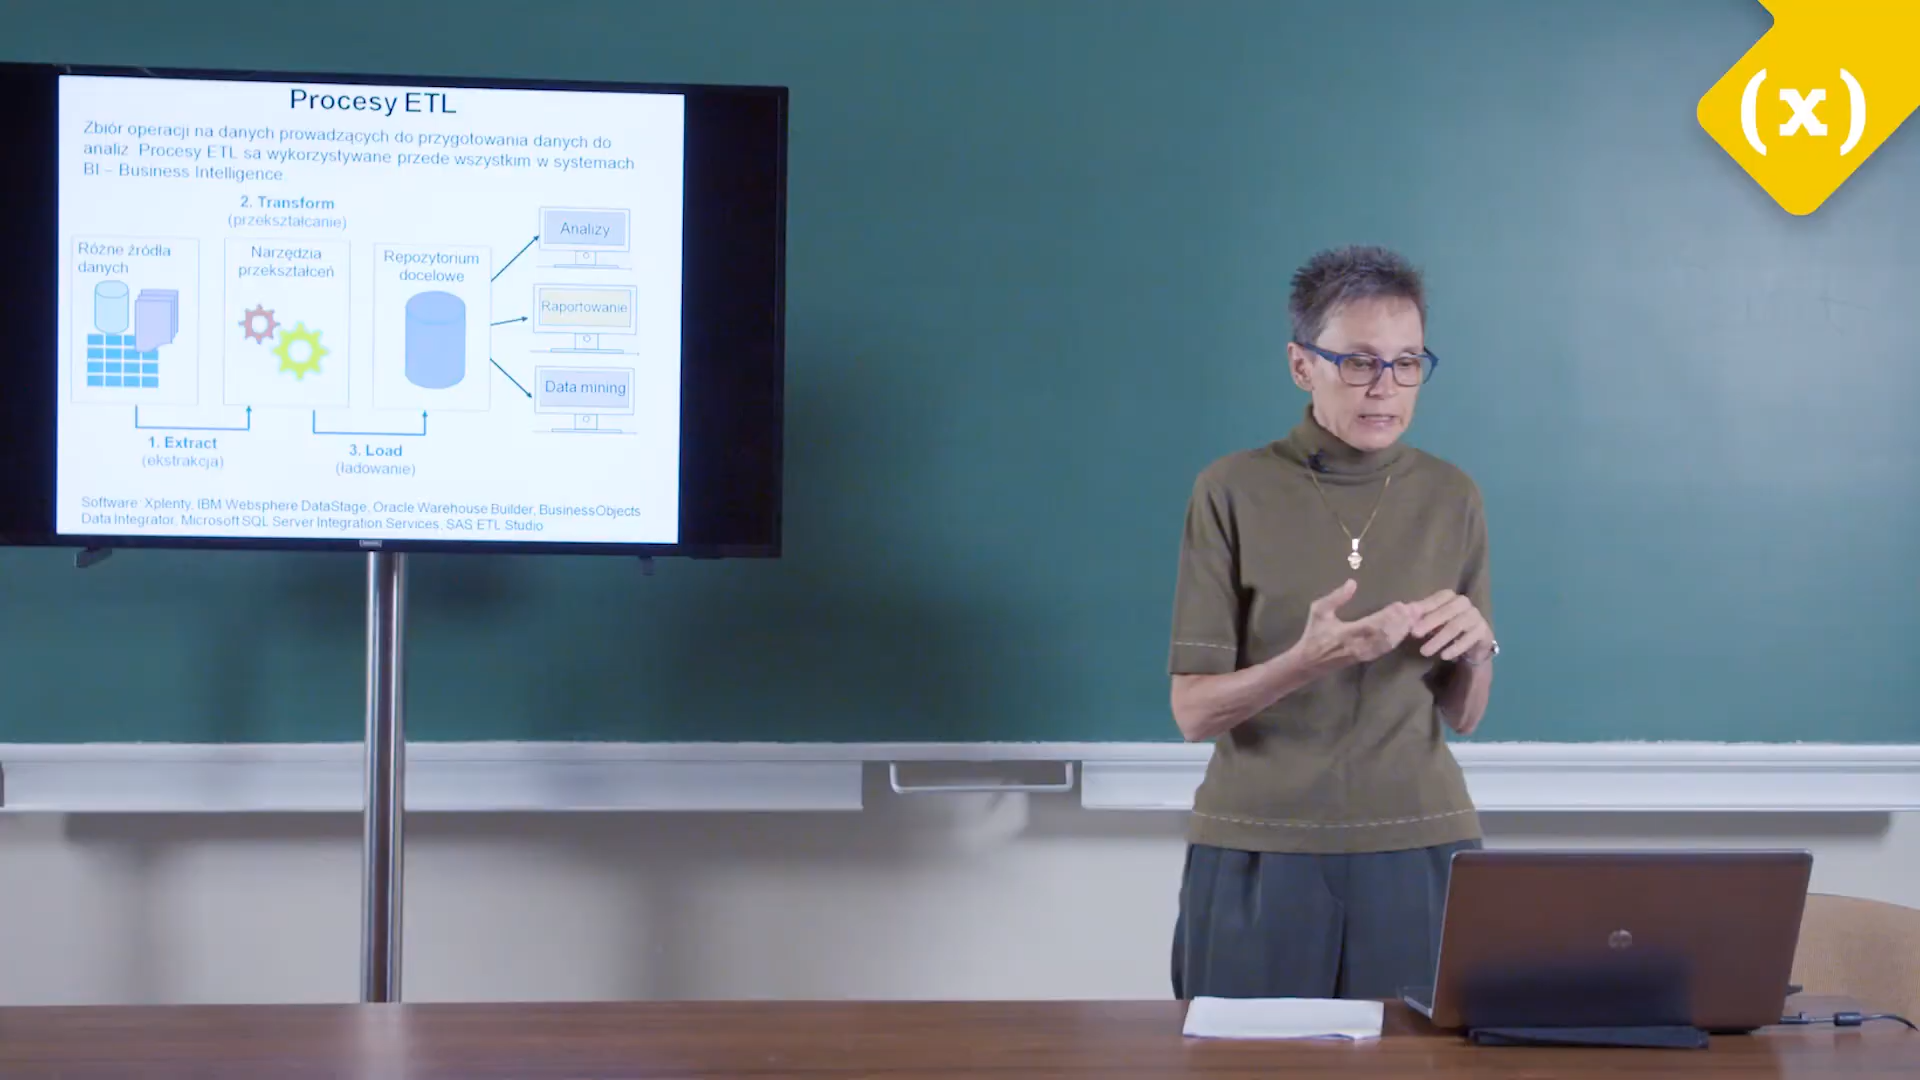 Procesy ETL
Zbiór operacji na danych prowadzących do przygotowania danych do
analiz Procesy ETL sa wykorzystywane przede wszystkim w systemach
BI – Business Intelligence
2. Transform
(przekształcanie)
Różne źródła
danych
Narzędzia
przekształceń
Repozytorium
docelowe
Analizy
Raportowanie
Data mining
1. Extract
(ekstrakcja)
3. Load
(ładowanie)
Software: Xplenty, IBM Websphere DataStage, Oracle Warehouse Builder, BusinessObjects
Data Integrator, Microsoft SQL Server Integration Services, SAS ETL Studio
(x)
hp